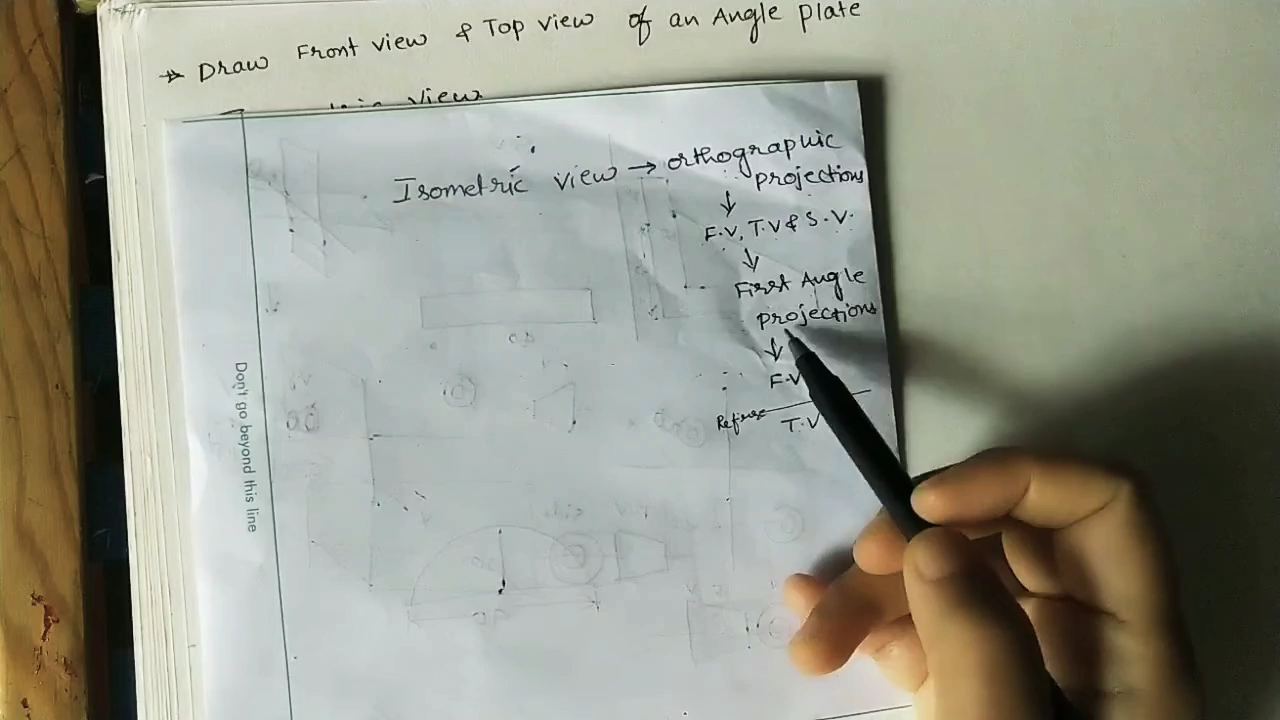 → Draw Front view & Top view of an Angle plate
view
Isometric view → orthographic
projections
↓
F.V, T.V & S.V.
↓
First Angle
projections
↓
F.V
T.V
Don't go beyond this line